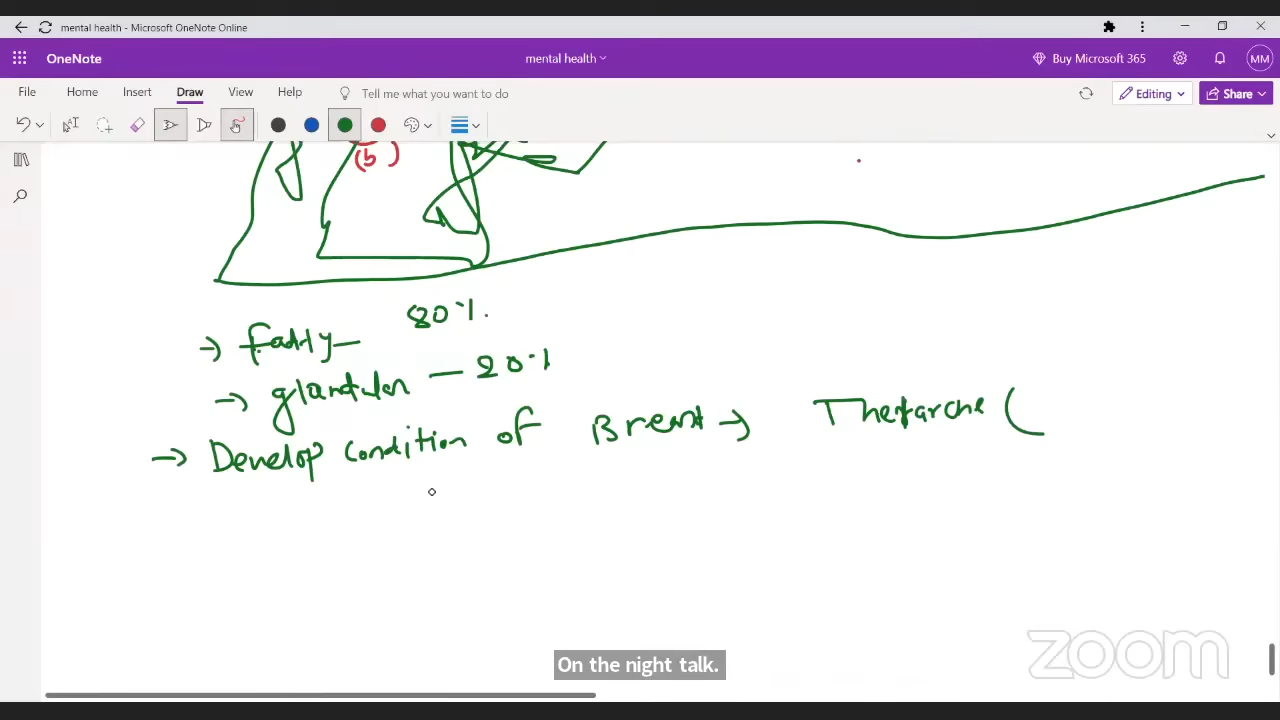 mental health - Microsoft OneNote Online
OneNote
mental health
Buy Microsoft 365
MM
File Home Insert Draw View Help Tell me what you want to do
Editing
Share
(b)
80%.
→ faddy —
→ glandular — 20%
→ Develop condition of Breast → Thelarche (
On the night talk.
zoom